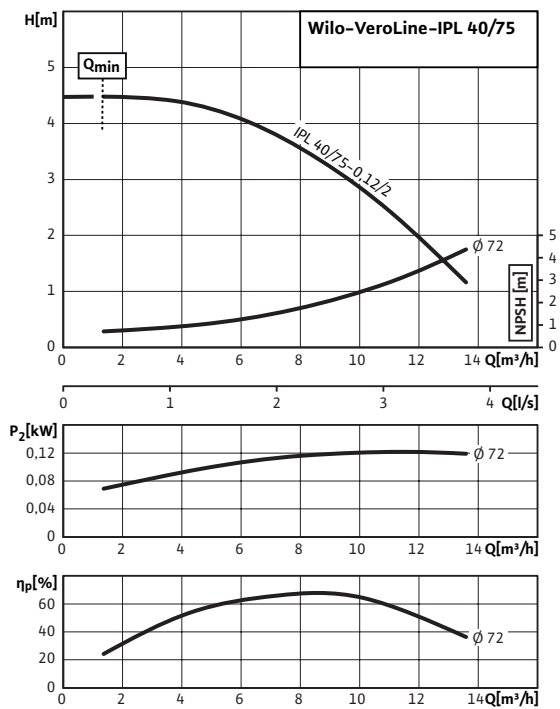 H[m]
Wilo-VeroLine-IPL 40/75
Qmin
5
4
3
2
1
0
IPL 40/75-0,12/2
Ø 72
5
4
3
2
1
0
NPSH [m]
0 2 4 6 8 10 12 14 Q[m³/h]
0 1 2 3 4 Q[l/s]
P₂[kW]
0,12
0,08
0,04
0
Ø 72
0 2 4 6 8 10 12 14 Q[m³/h]
ηp[%]
60
40
20
0
Ø 72
0 2 4 6 8 10 12 14 Q[m³/h]